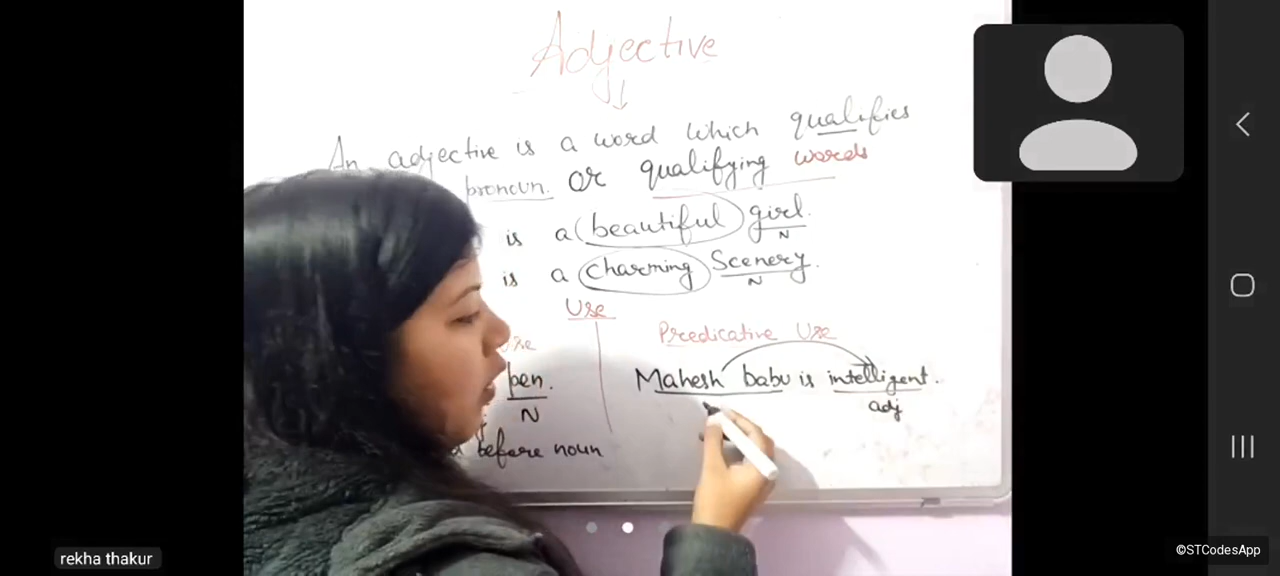 Adjective
An adjective is a word which qualifies
pronoun. or qualifying words
is a beautiful girl.
N
is a charming Scenery.
N
Use
Use
pen.
N
before noun
Predicative Use
Mahesh babu is intelligent.
adj
rekha thakur
©STCodesApp